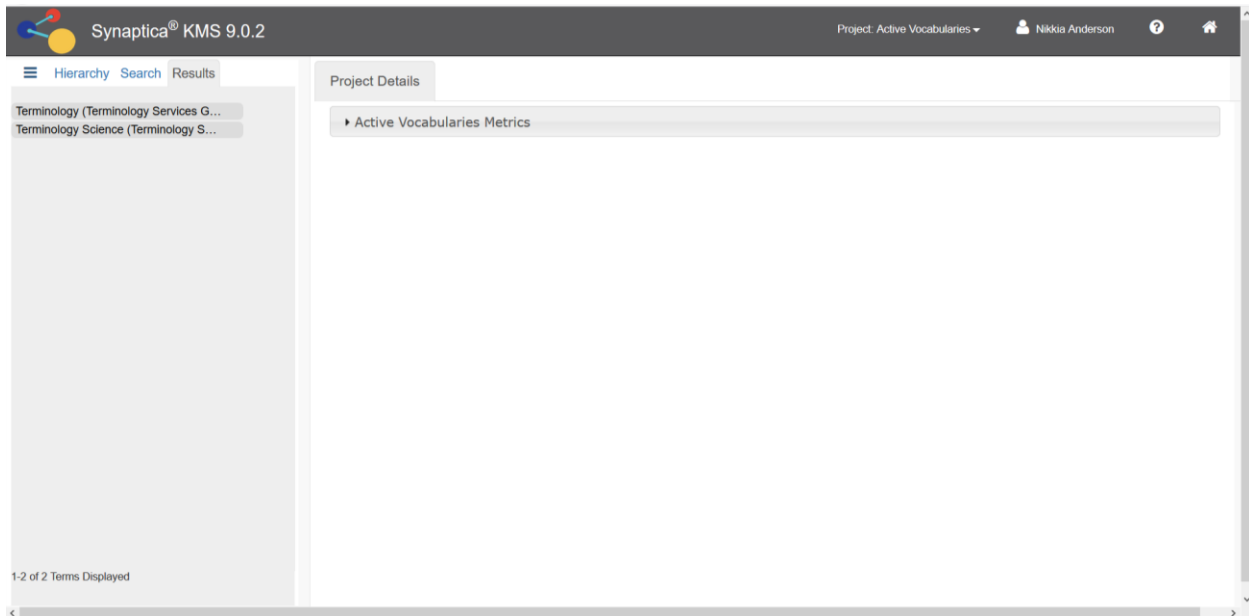 Synaptica® KMS 9.0.2
Project: Active Vocabularies
Nikkia Anderson
?
Hierarchy Search Results
Terminology (Terminology Services G...
Terminology Science (Terminology S...
1-2 of 2 Terms Displayed
Project Details
Active Vocabularies Metrics